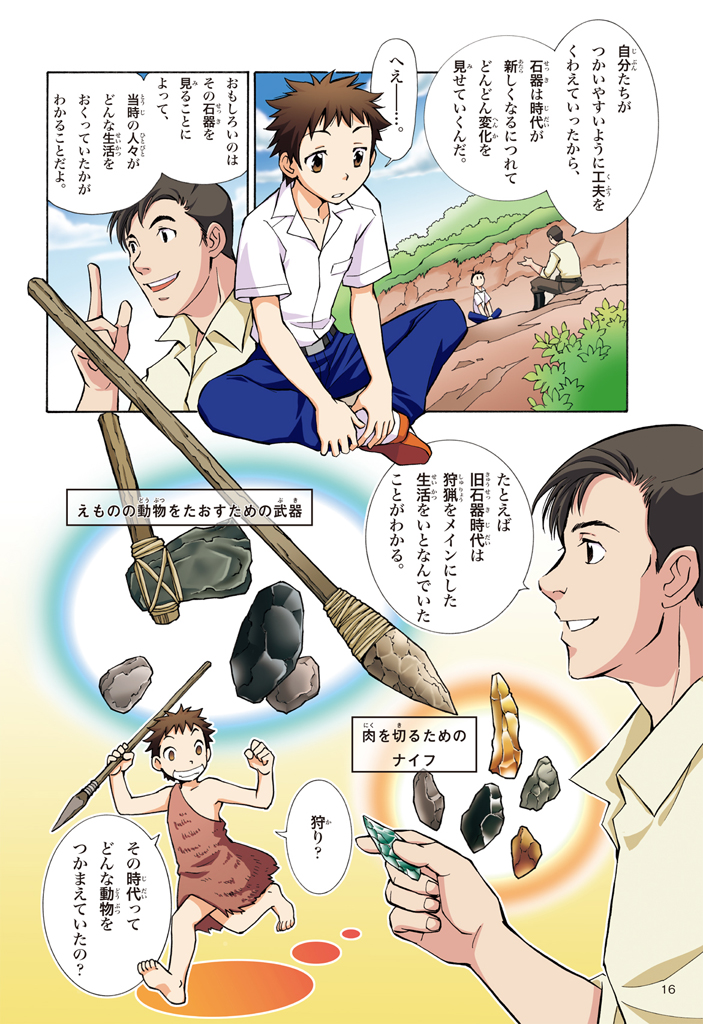 自分たちが
つかいやすいように工夫を
くわえていったから、
石器は時代が
新しくなるにつれて
どんどん変化を
見せていくんだ。
へえ――…。
おもしろいのは
その石器を
見ることに
よって、
当時の人々が
どんな生活を
おくっていたかが
わかることだよ。
たとえば
旧石器時代は
狩猟をメインにした
生活をいとなんでいた
ことがわかる。
えものの動物をたおすための武器
肉を切るための
ナイフ
狩り?
その時代って
どんな動物を
つかまえていたの?
16